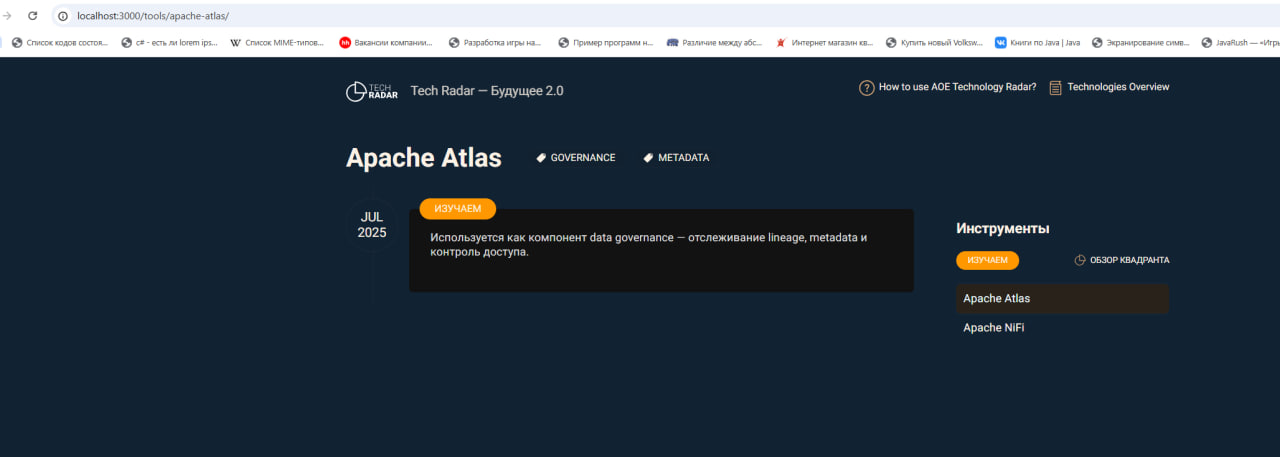 localhost:3000/tools/apache-atlas/
Список кодов состоя... c# - есть ли lorem ips... Список MIME-типов... Вакансии компании... Разработка игры на... Пример программ н... Различие между абс... Интернет магазин кв... Купить новый Volksw... Книги по Java | Java Экранирование симв... JavaRush — «Игры
TECH
RADAR
Tech Radar — Будущее 2.0
? How to use AOE Technology Radar? Technologies Overview
Apache Atlas GOVERNANCE METADATA
JUL
2025
ИЗУЧАЕМ
Используется как компонент data governance — отслеживание lineage, metadata и
контроль доступа.
Инструменты
ИЗУЧАЕМ ОБЗОР КВАДРАНТА
Apache Atlas
Apache NiFi